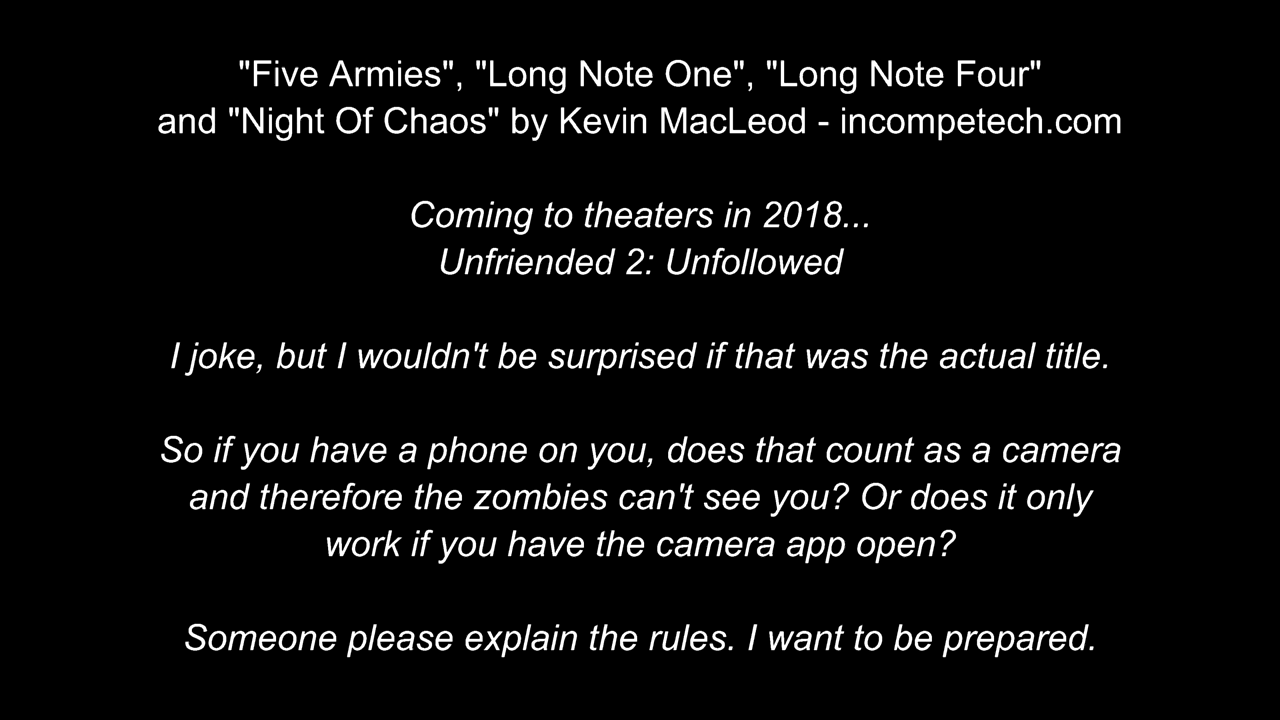 "Five Armies", "Long Note One", "Long Note Four"
and "Night Of Chaos" by Kevin MacLeod - incompetech.com
Coming to theaters in 2018...
Unfriended 2: Unfollowed
I joke, but I wouldn't be surprised if that was the actual title.
So if you have a phone on you, does that count as a camera
and therefore the zombies can't see you? Or does it only
work if you have the camera app open?
Someone please explain the rules. I want to be prepared.